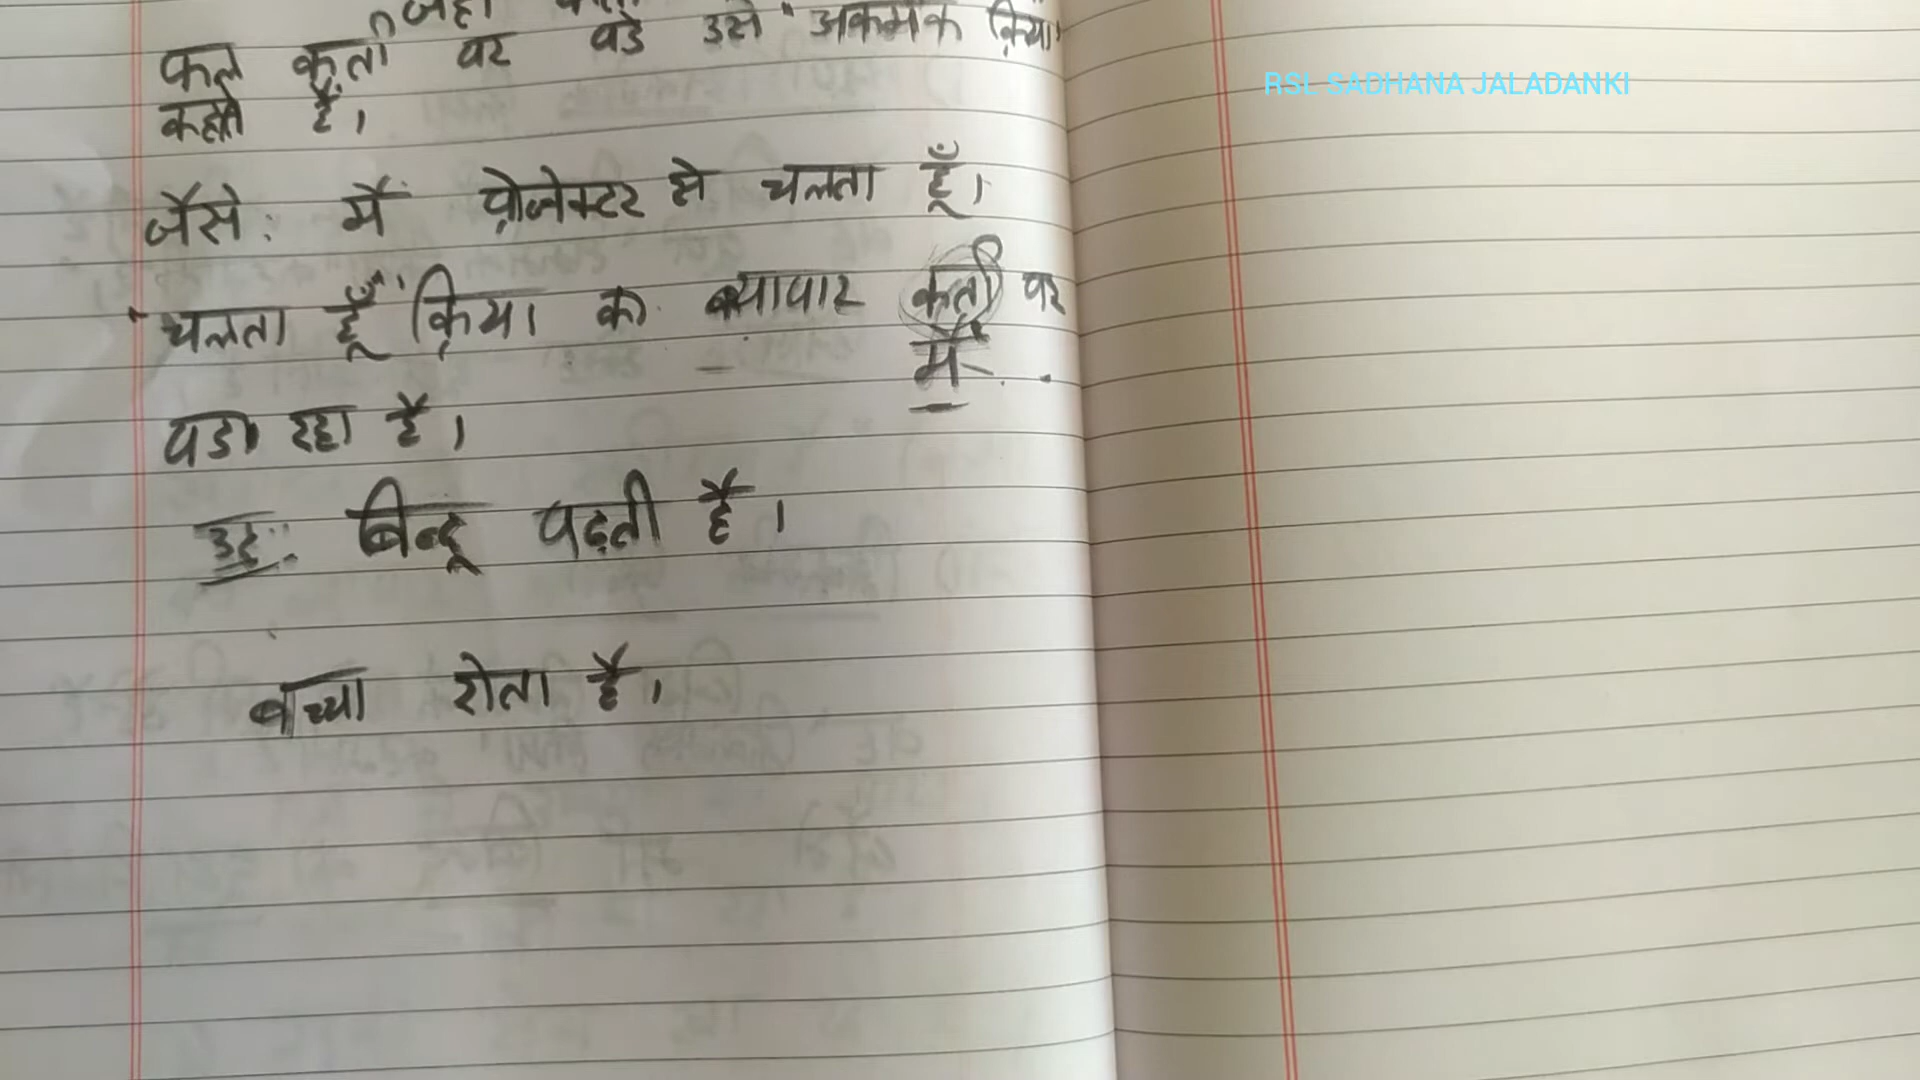 जहाँ
फल कर्ता पर पडे उसे "अकर्मक क्रिया"
कहते हैं।
RSL SADHANA JALADANKI
जैसे: मैं प्रोजेक्टर से चलता हूँ।
"चलता हूँ" क्रिया का व्यापार कर्ता पर
मैं
पडा रहा है।
उदः बिन्दू पढ़ती है।
बच्चा रोता है।